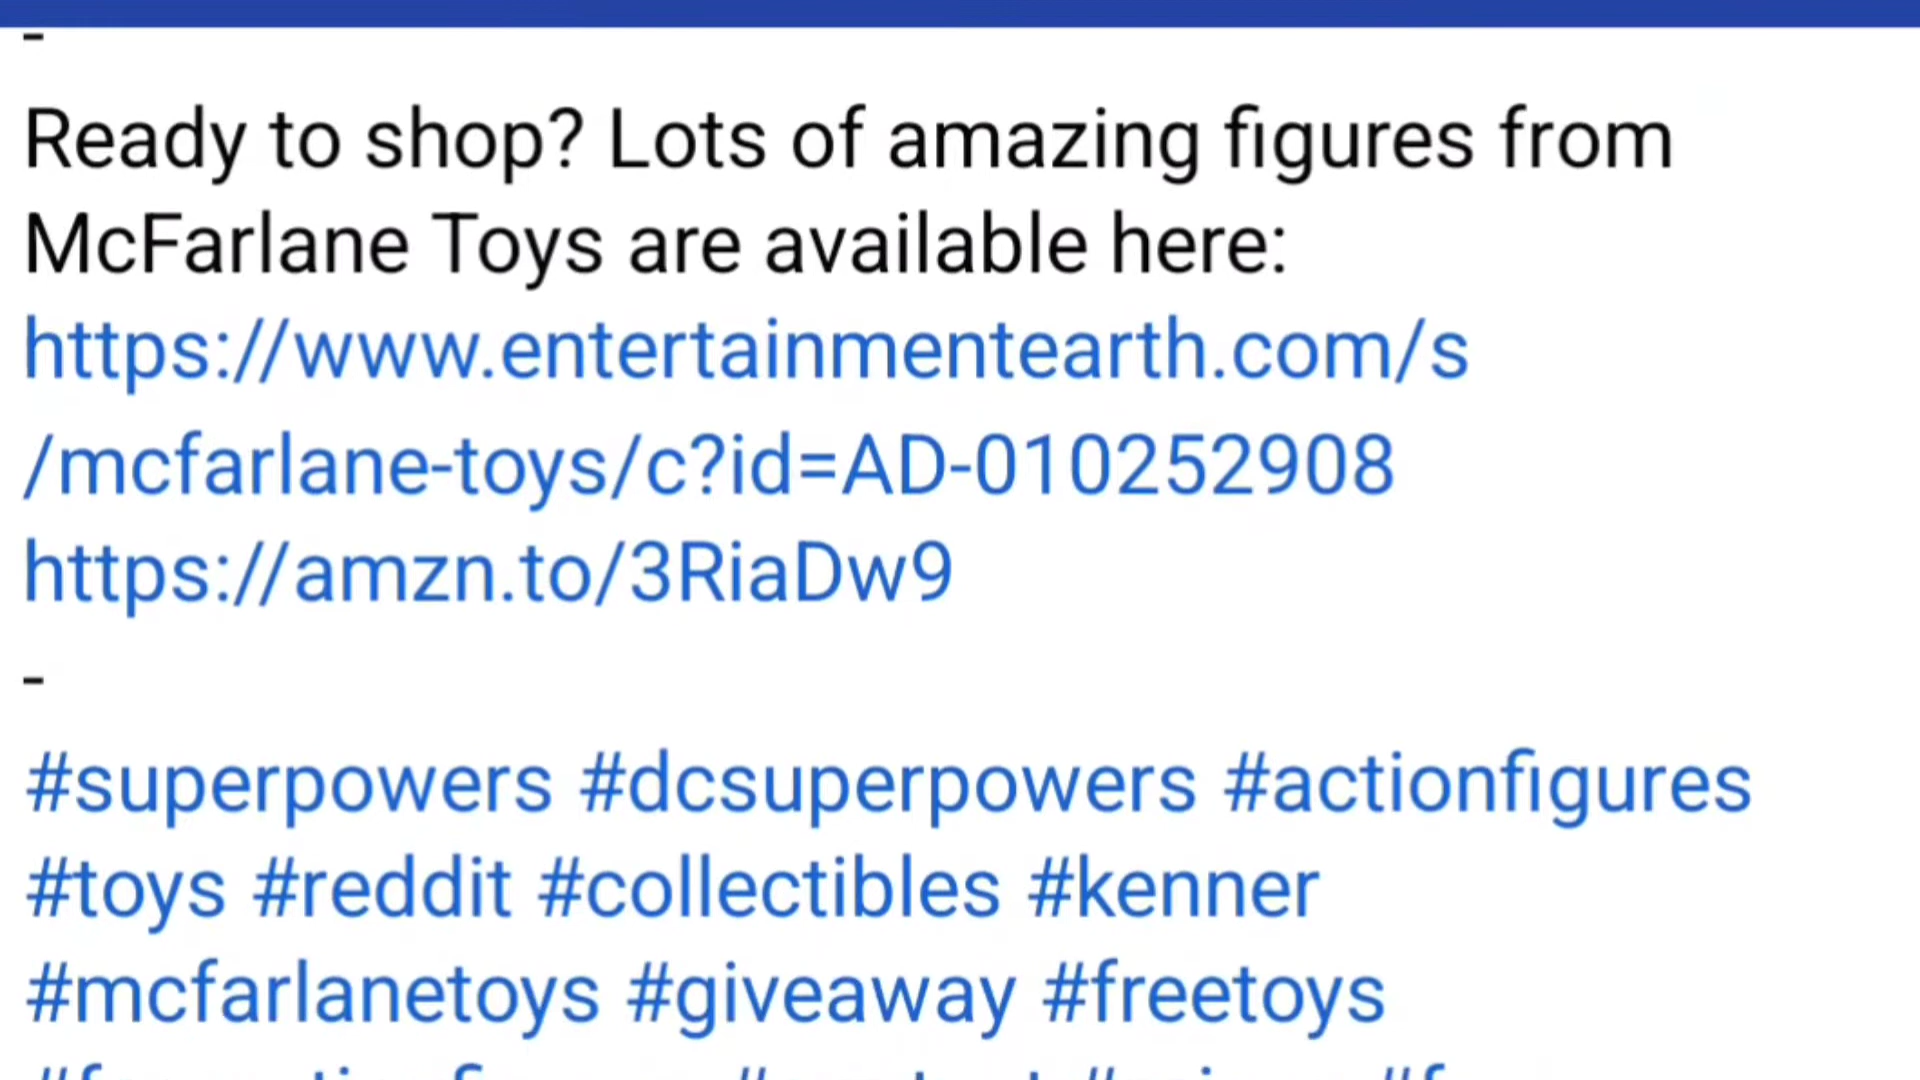 -
Ready to shop? Lots of amazing figures from
McFarlane Toys are available here:
https://www.entertainmentearth.com/s
/mcfarlane-toys/c?id=AD-010252908
https://amzn.to/3RiaDw9
-
#superpowers #dcsuperpowers #actionfigures
#toys #reddit #collectibles #kenner
#mcfarlanetoys #giveaway #freetoys